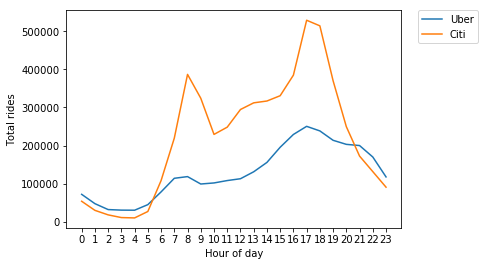 Uber
Citi
500000
400000
300000
200000
100000
0
Total rides
0 1 2 3 4 5 6 7 8 9 10 11 12 13 14 15 16 17 18 19 20 21 22 23
Hour of day